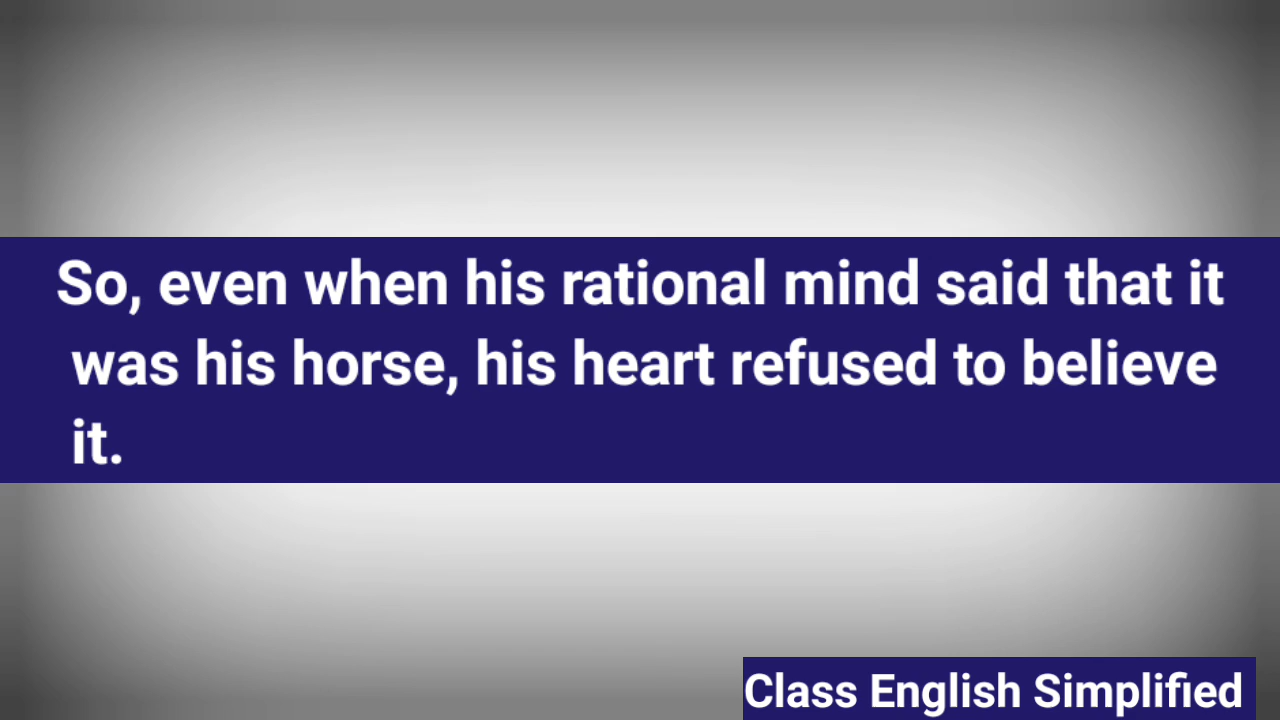 So, even when his rational mind said that it
was his horse, his heart refused to believe
it.
Class English Simplified